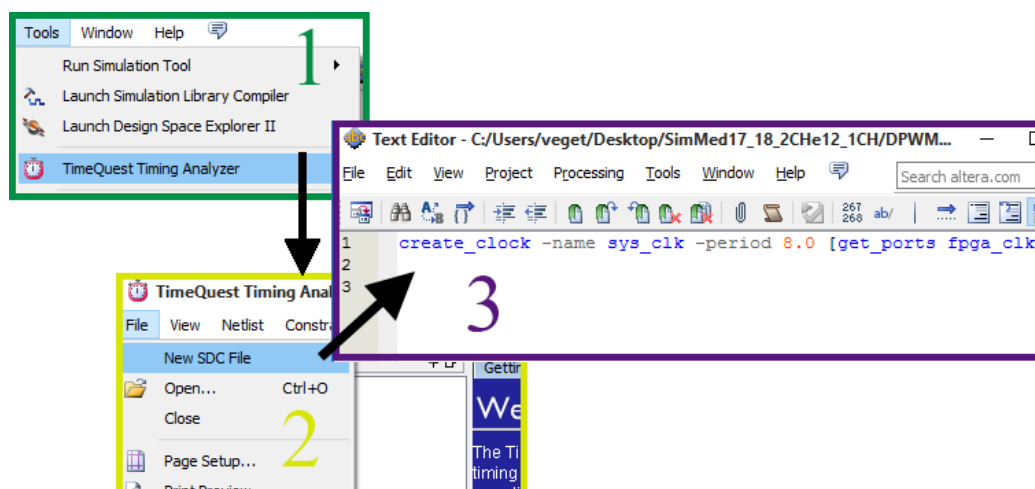 Tools Window Help
1
Run Simulation Tool
Launch Simulation Library Compiler
Launch Design Space Explorer II
TimeQuest Timing Analyzer
Text Editor - C:/Users/veget/Desktop/SimMed17_18_2CHe12_1CH/DPWM...
File Edit View Project Processing Tools Window Help
Search altera.com
267
268
ab/
1 create_clock -name sys_clk -period 8.0 [get_ports fpga_clk
2
3
3
TimeQuest Timing Anal
File View Netlist Constr
New SDC File
Open... Ctrl+O
Close
2
Page Setup...
Print Preview
Gettin
We
The Ti
timing